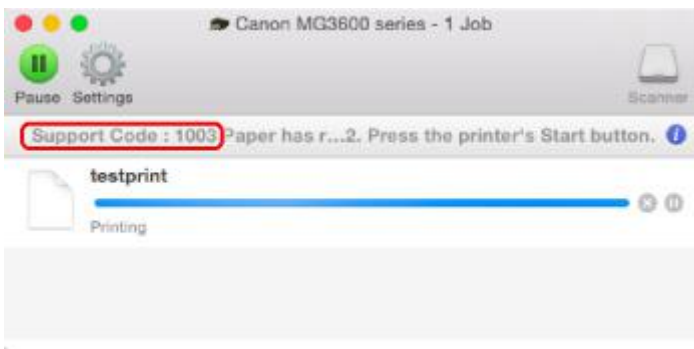 Canon MG3600 series - 1 Job
Pause Settings
Scanner
Support Code : 1003 Paper has r...2. Press the printer's Start button.
testprint
Printing